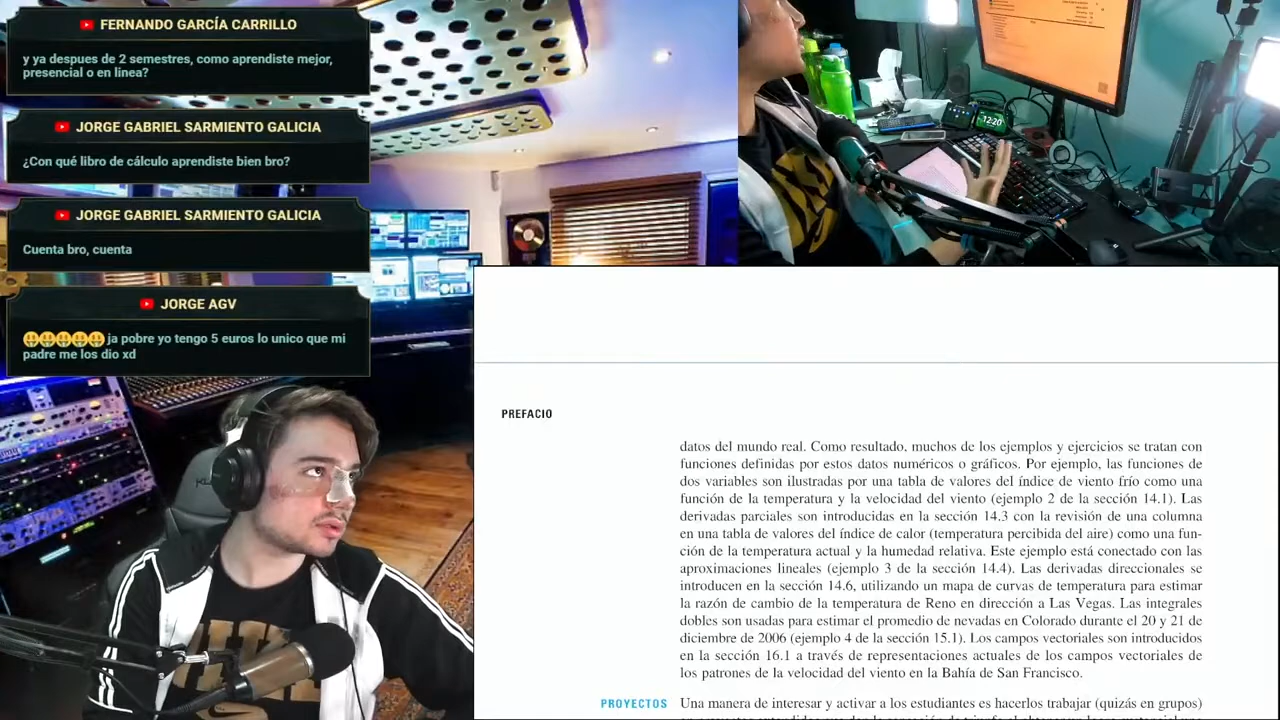 FERNANDO GARCÍA CARRILLO
y ya despues de 2 semestres, como aprendiste mejor,
presencial o en linea?
JORGE GABRIEL SARMIENTO GALICIA
¿Con qué libro de cálculo aprendiste bien bro?
JORGE GABRIEL SARMIENTO GALICIA
Cuenta bro, cuenta
JORGE AGV
🤑🤑🤑🤑🤑 ja pobre yo tengo 5 euros lo unico que mi
padre me los dio xd
12:20
PREFACIO
datos del mundo real. Como resultado, muchos de los ejemplos y ejercicios se tratan con
funciones definidas por estos datos numéricos o gráficos. Por ejemplo, las funciones de
dos variables son ilustradas por una tabla de valores del índice de viento frío como una
función de la temperatura y la velocidad del viento (ejemplo 2 de la sección 14.1). Las
derivadas parciales son introducidas en la sección 14.3 con la revisión de una columna
en una tabla de valores del índice de calor (temperatura percibida del aire) como una fun-
ción de la temperatura actual y la humedad relativa. Este ejemplo está conectado con las
aproximaciones lineales (ejemplo 3 de la sección 14.4). Las derivadas direccionales se
introducen en la sección 14.6, utilizando un mapa de curvas de temperatura para estimar
la razón de cambio de la temperatura de Reno en dirección a Las Vegas. Las integrales
dobles son usadas para estimar el promedio de nevadas en Colorado durante el 20 y 21 de
diciembre de 2006 (ejemplo 4 de la sección 15.1). Los campos vectoriales son introducidos
en la sección 16.1 a través de representaciones actuales de los campos vectoriales de
los patrones de la velocidad del viento en la Bahía de San Francisco.
PROYECTOS Una manera de interesar y activar a los estudiantes es hacerlos trabajar (quizás en grupos)